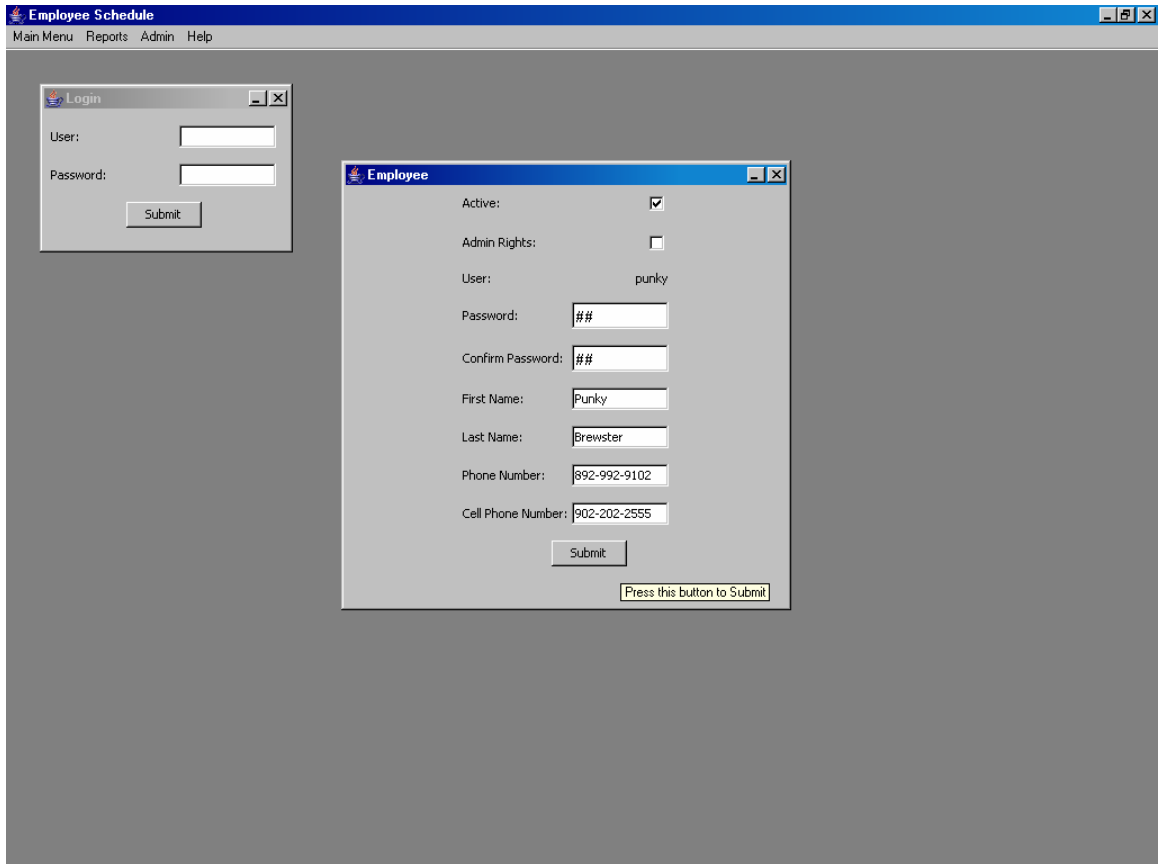 Employee Schedule
Main Menu Reports Admin Help
Login
User:
Password:
Submit
Employee
Active:
Admin Rights:
User: punky
Password: ##
Confirm Password: ##
First Name: Punky
Last Name: Brewster
Phone Number: 892-992-9102
Cell Phone Number: 902-202-2555
Submit
Press this button to Submit